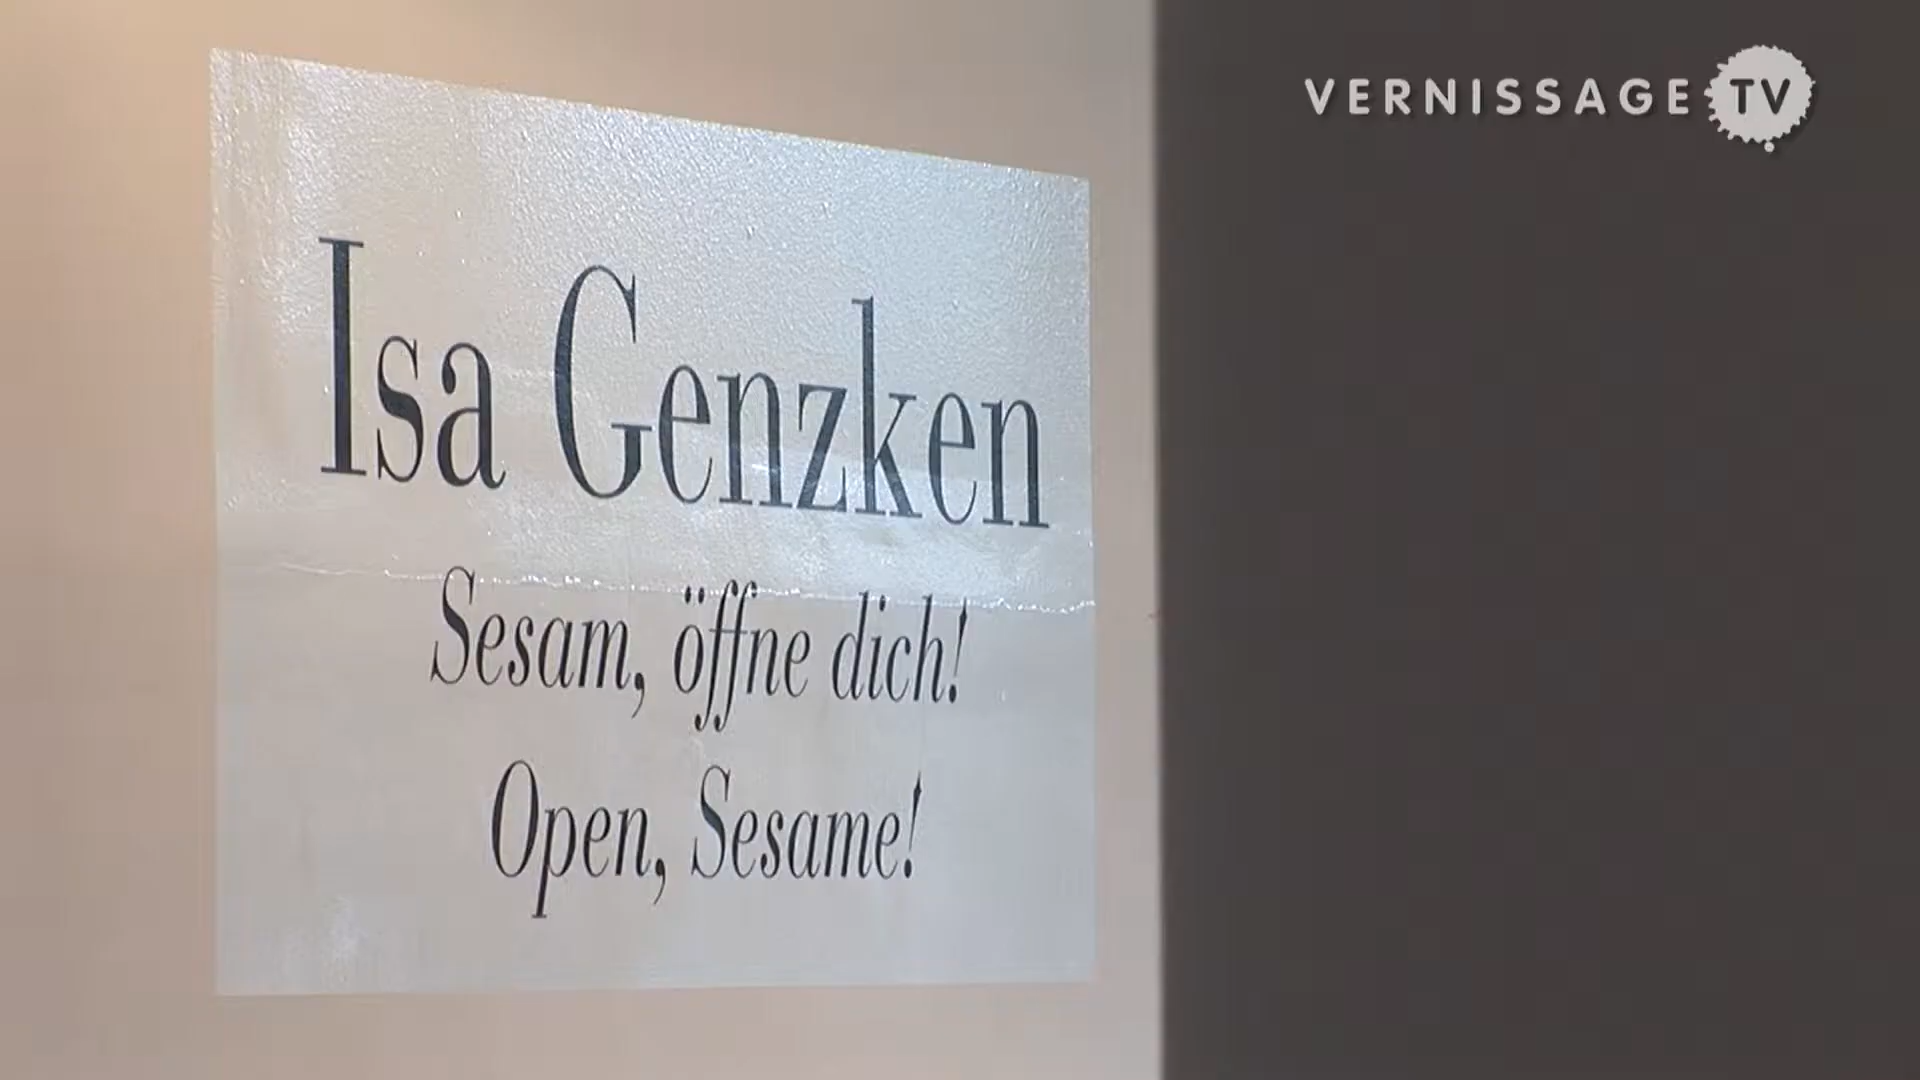 VERNISSAGE TV
Isa Genzken
Sesam, öffne dich!
Open, Sesame!